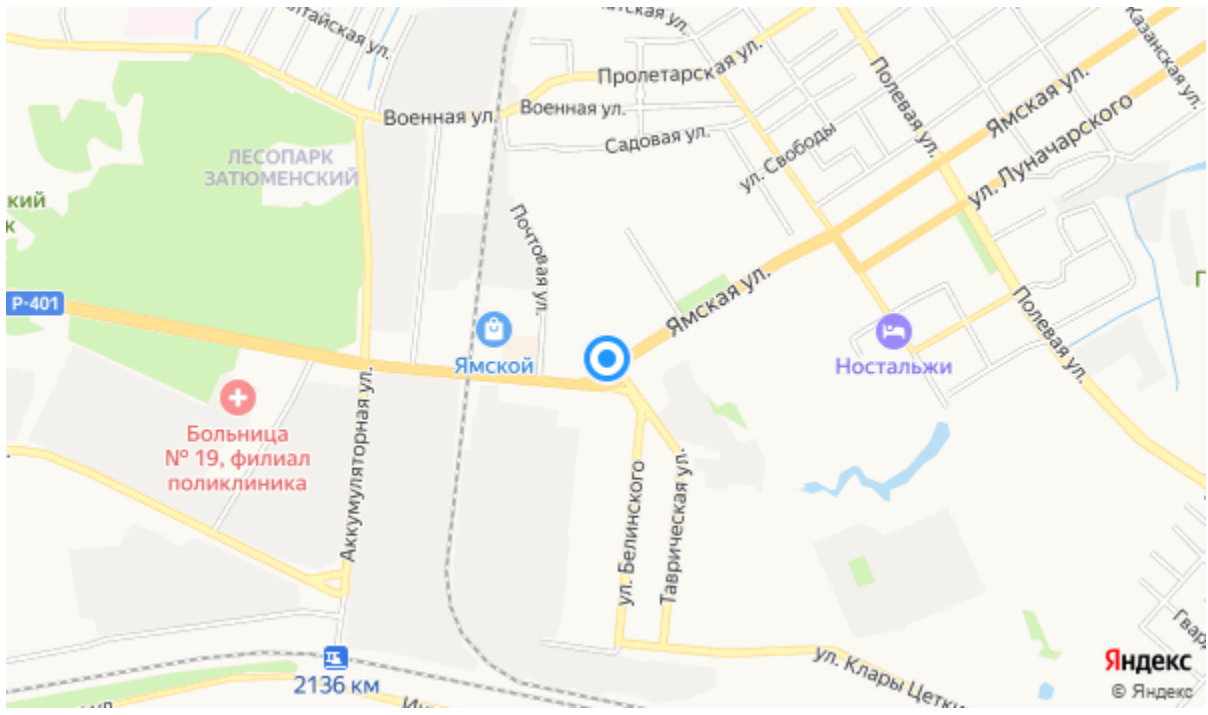 Военная ул.
Пролетарская ул.
Военная ул.
Садовая ул.
ул. Свободы
Полевая ул.
Ямская ул.
ул. Луначарского
Казанская ул.
ЛЕСОПАРК
ЗАТЮМЕНСКИЙ
Почтовая ул.
Р-401
Ямской
Ямская ул.
Ностальжи
Полевая ул.
Больница
№ 19, филиал
поликлиника
Аккумуляторная ул.
ул. Белинского
Таврическая ул.
2136 км
ул. Клары Цетки
Яндекс
© Яндекс